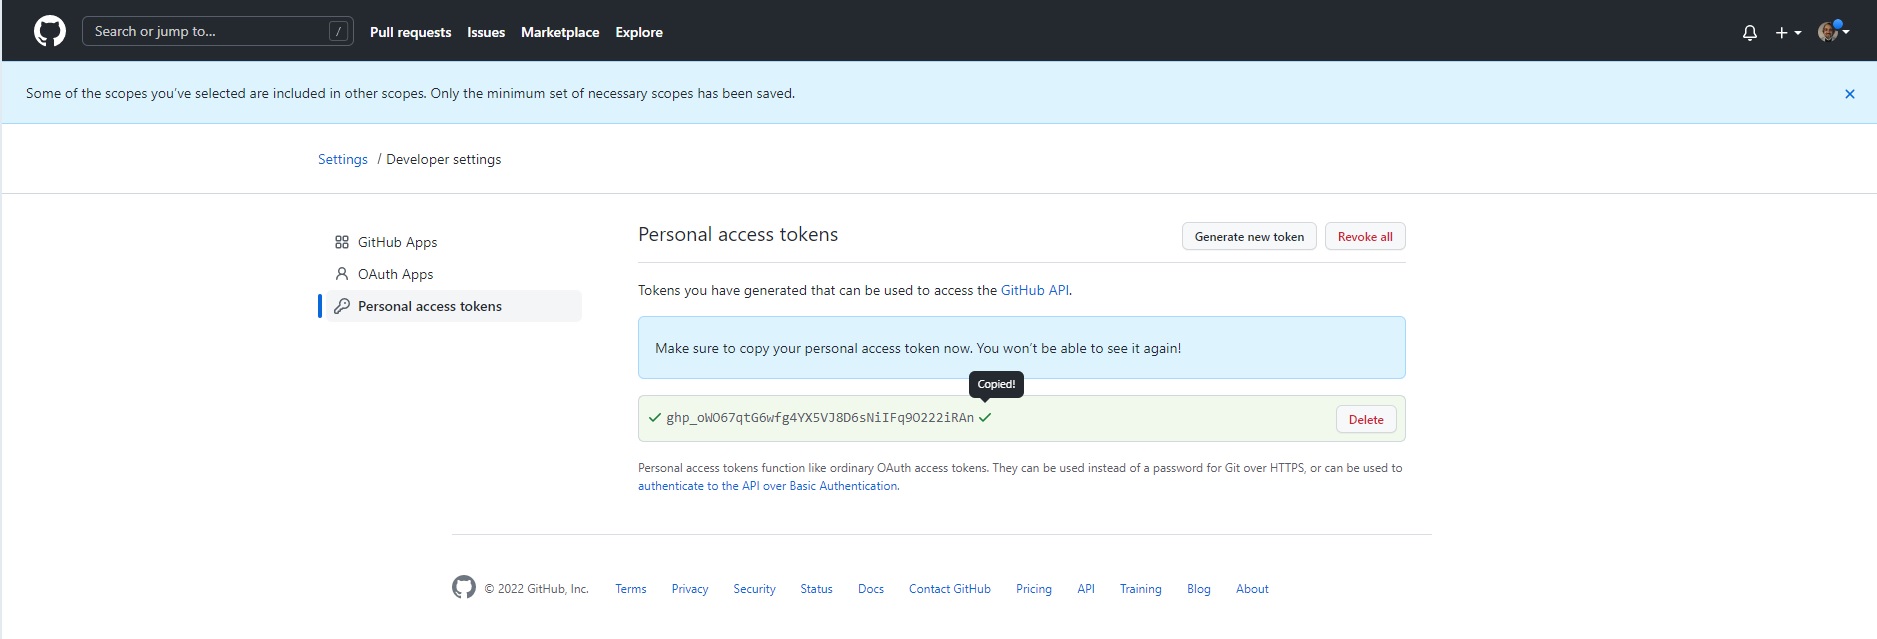 Search or jump to... /
Pull requests Issues Marketplace Explore
Some of the scopes you've selected are included in other scopes. Only the minimum set of necessary scopes has been saved.
Settings / Developer settings
GitHub Apps
OAuth Apps
Personal access tokens
Personal access tokens
Generate new token Revoke all
Tokens you have generated that can be used to access the GitHub API.
Make sure to copy your personal access token now. You won't be able to see it again!
Copied!
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
Delete
Personal access tokens function like ordinary OAuth access tokens. They can be used instead of a password for Git over HTTPS, or can be used to
authenticate to the API over Basic Authentication.
© 2022 GitHub, Inc. Terms Privacy Security Status Docs Contact GitHub Pricing API Training Blog About